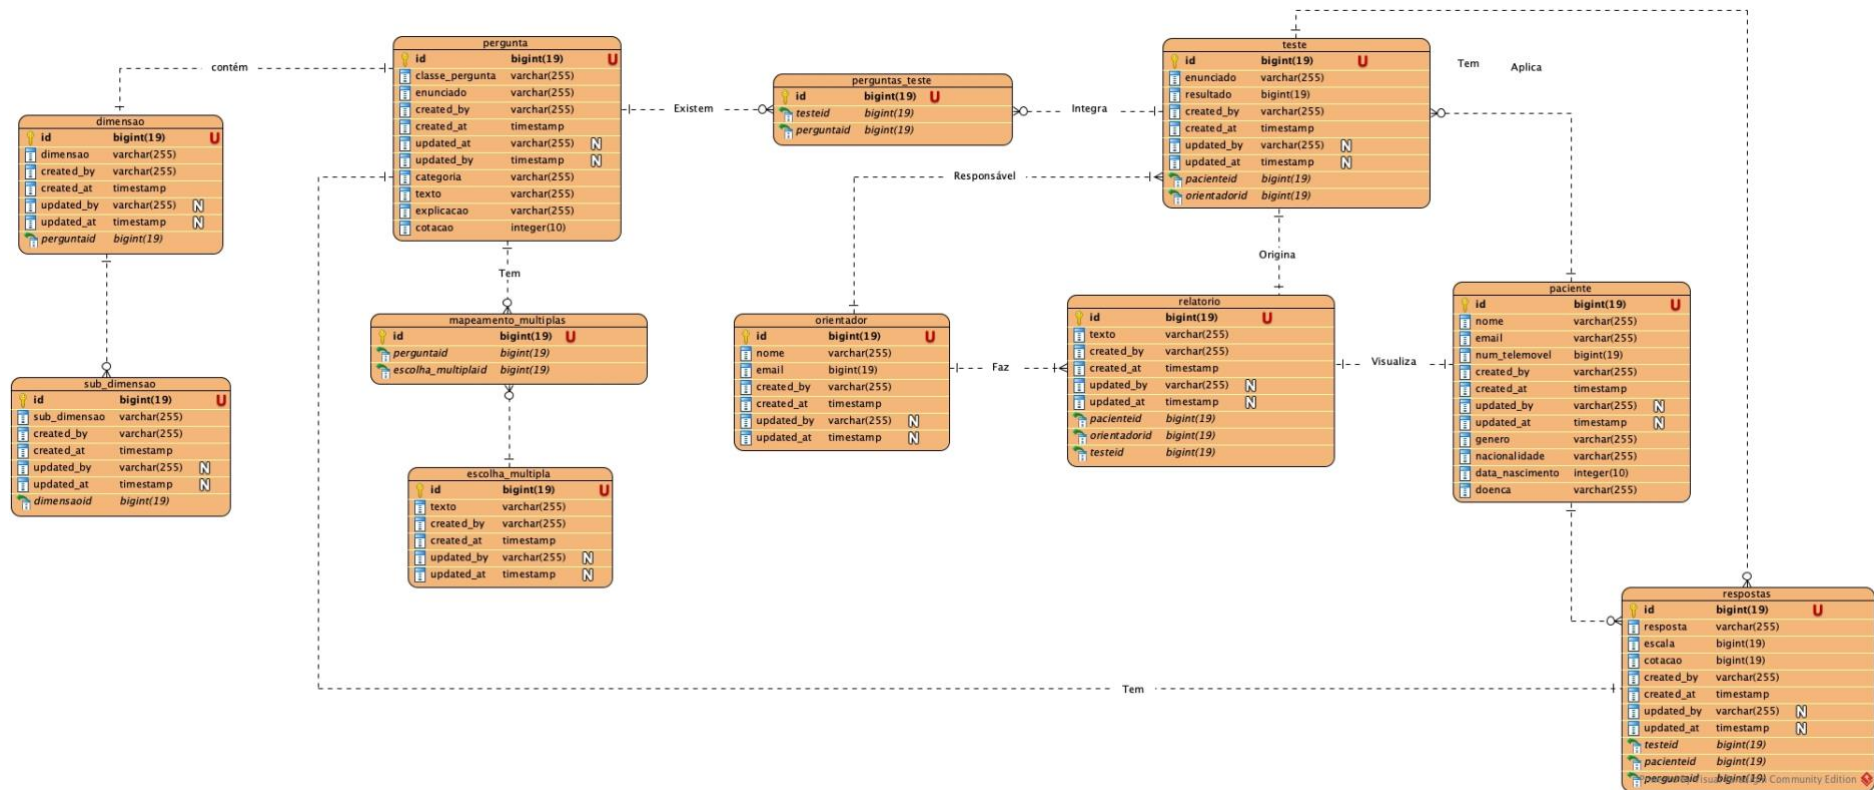 pergunta
id bigint(19) U
classe_pergunta varchar(255)
enunciado varchar(255)
created_by varchar(255)
created_at timestamp
updated_at varchar(255) N
updated_by timestamp N
categoria varchar(255)
texto varchar(255)
explicacao varchar(255)
cotacao integer(10)
contém
dimensao
id bigint(19) U
dimensao varchar(255)
created_by varchar(255)
created_at timestamp
updated_by varchar(255) N
updated_at timestamp N
perguntaid bigint(19)
sub_dimensao
id bigint(19) U
sub_dimensao varchar(255)
created_by varchar(255)
created_at timestamp
updated_by varchar(255) N
updated_at timestamp N
dimensaoid bigint(19)
Tem
mapeamento_multiplas
id bigint(19) U
perguntaid bigint(19)
escolha_multiplaid bigint(19)
escolha_multipla
id bigint(19) U
texto varchar(255)
created_by varchar(255)
created_at timestamp
updated_by varchar(255) N
updated_at timestamp N
Existem
perguntas_teste
id bigint(19) U
testeid bigint(19)
perguntaid bigint(19)
Integra
teste
id bigint(19) U
enunciado varchar(255)
resultado bigint(19)
created_by varchar(255)
created_at timestamp
updated_by varchar(255) N
updated_at timestamp N
pacienteid bigint(19)
orientadorid bigint(19)
Tem
Aplica
Responsável
Origina
orientador
id bigint(19) U
nome varchar(255)
email bigint(19)
created_by varchar(255)
created_at timestamp
updated_by varchar(255) N
updated_at timestamp N
Faz
relatorio
id bigint(19) U
texto varchar(255)
created_by varchar(255)
created_at timestamp
updated_by varchar(255) N
updated_at timestamp N
pacienteid bigint(19)
orientadorid bigint(19)
testeid bigint(19)
Visualiza
paciente
id bigint(19) U
nome varchar(255)
email varchar(255)
num_telemovel bigint(19)
created_by varchar(255)
created_at timestamp
updated_by varchar(255) N
updated_at timestamp N
genero varchar(255)
nacionalidade varchar(255)
data_nascimento integer(10)
doenca varchar(255)
Tem
respostas
id bigint(19) U
resposta varchar(255)
escala bigint(19)
cotacao bigint(19)
created_by varchar(255)
created_at timestamp
updated_by varchar(255) N
updated_at timestamp N
testeid bigint(19)
pacienteid bigint(19)
perguntaid bigint(19)
Community Edition